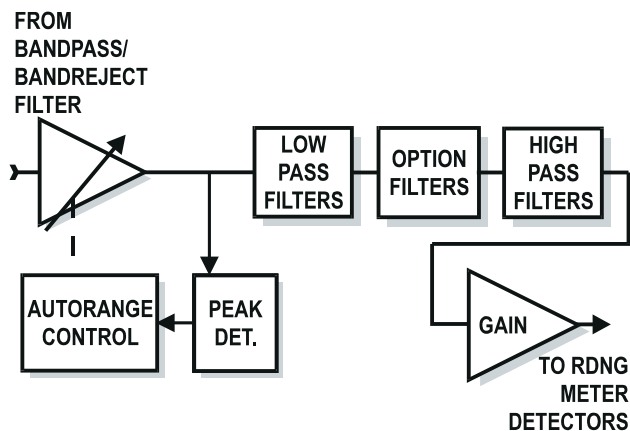 FROM
BANDPASS/
BANDREJECT
FILTER
LOW
PASS
FILTERS
OPTION
FILTERS
HIGH
PASS
FILTERS
AUTORANGE
CONTROL
PEAK
DET.
GAIN
TO RDNG
METER
DETECTORS